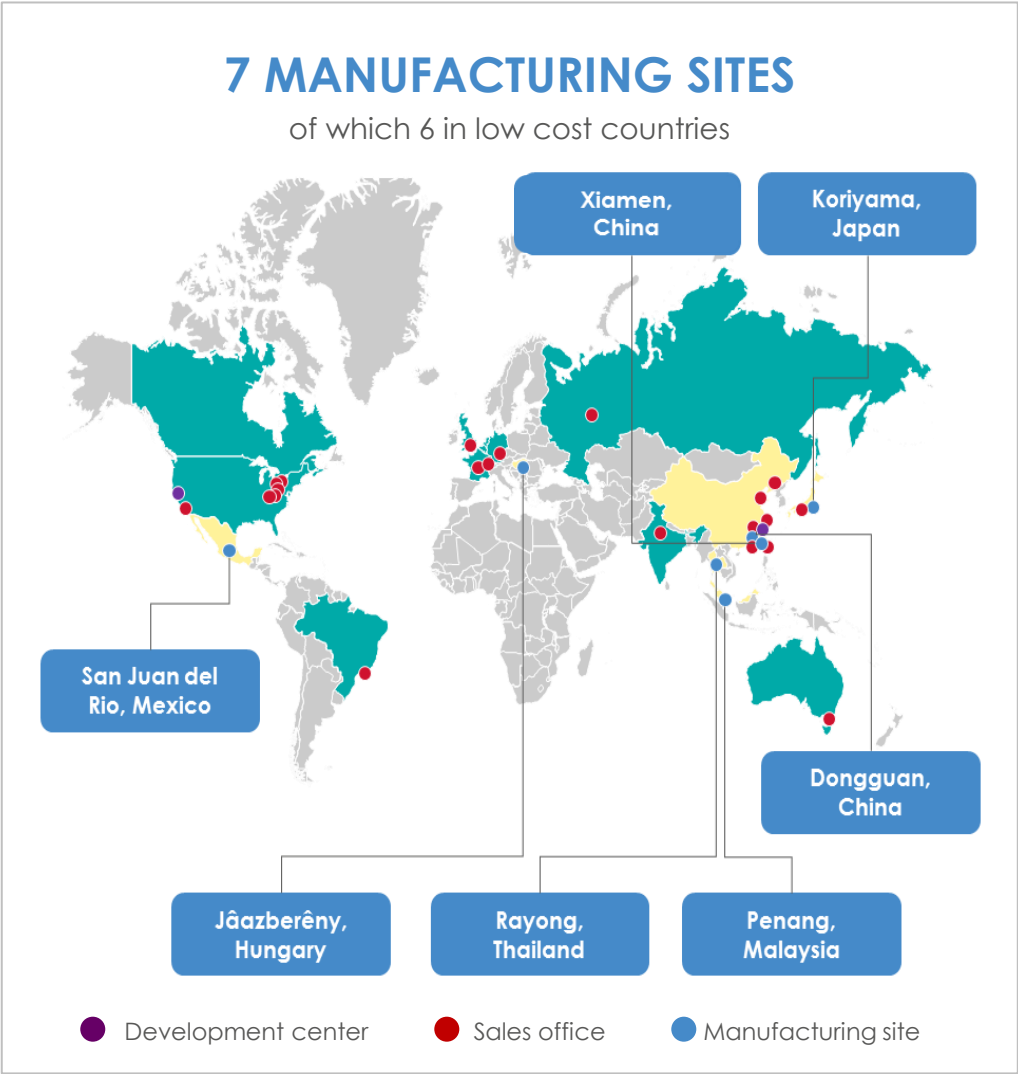 7 MANUFACTURING SITES
of which 6 in low cost countries
Xiamen,
China
Koriyama,
Japan
San Juan del
Rio, Mexico
Dongguan,
China
Jâazberêny,
Hungary
Rayong,
Thailand
Penang,
Malaysia
Development center
Sales office
Manufacturing site